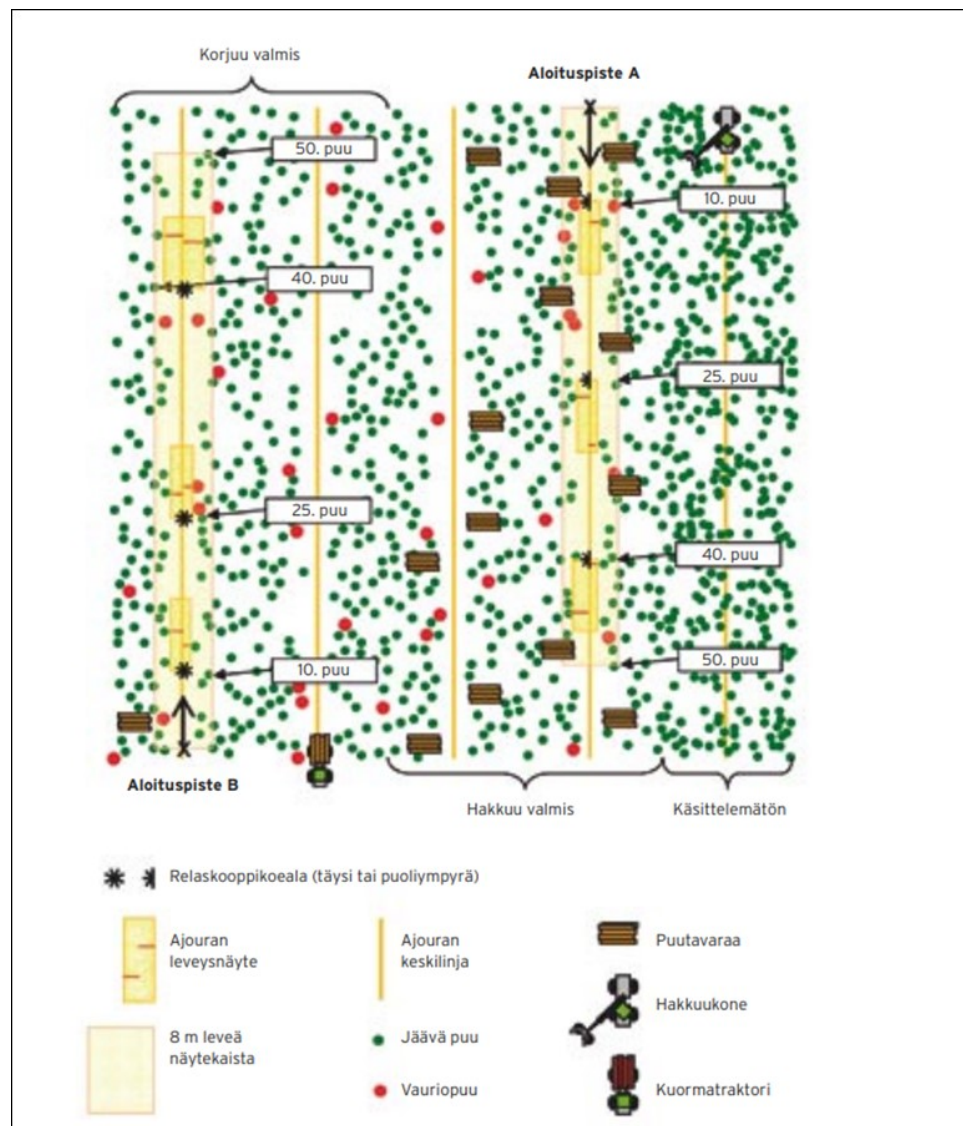 Korjuu valmis
Aloituspiste A
50. puu
10. puu
40. puu
25. puu
25. puu
40. puu
50. puu
10. puu
Aloituspiste B
Hakkuu valmis
Käsittelemätön
Relaskooppikoeala (täysi tai puoliympyrä)
Ajouran
leveysnäyte
Ajouran
keskilinja
Puutavaraa
Hakkuukone
8 m leveä
näytekaista
Jäävä puu
Vauriopuu
Kuormatraktori